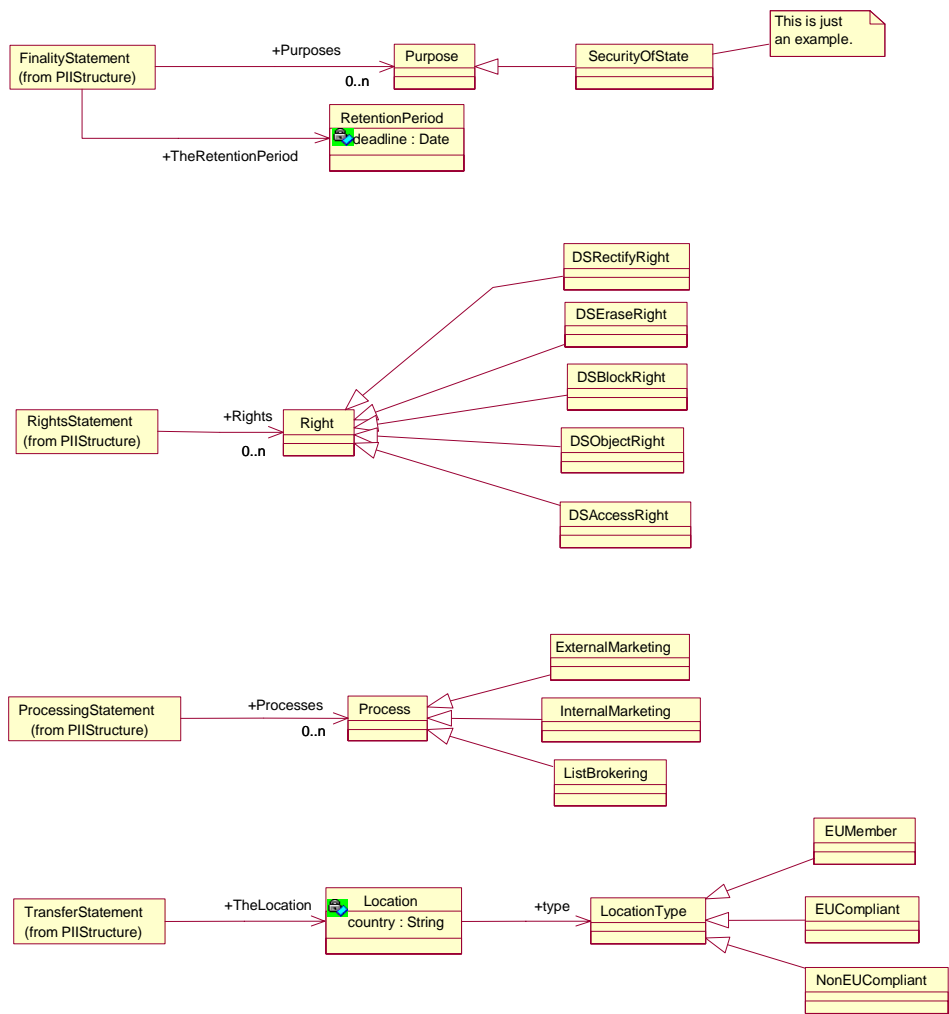 This is just
an example.
+Purposes
FinalityStatement
(from PIIStructure)
Purpose
SecurityOfState
0..n
RetentionPeriod
deadline : Date
+TheRetentionPeriod
DSRectifyRight
DSEraseRight
DSBlockRight
RightsStatement
(from PIIStructure)
+Rights
Right
0..n
DSObjectRight
DSAccessRight
ExternalMarketing
ProcessingStatement
(from PIIStructure)
+Processes
Process
0..n
InternalMarketing
ListBrokering
EUMember
TransferStatement
(from PIIStructure)
+TheLocation
Location
country : String
+type
LocationType
EUCompliant
NonEUCompliant